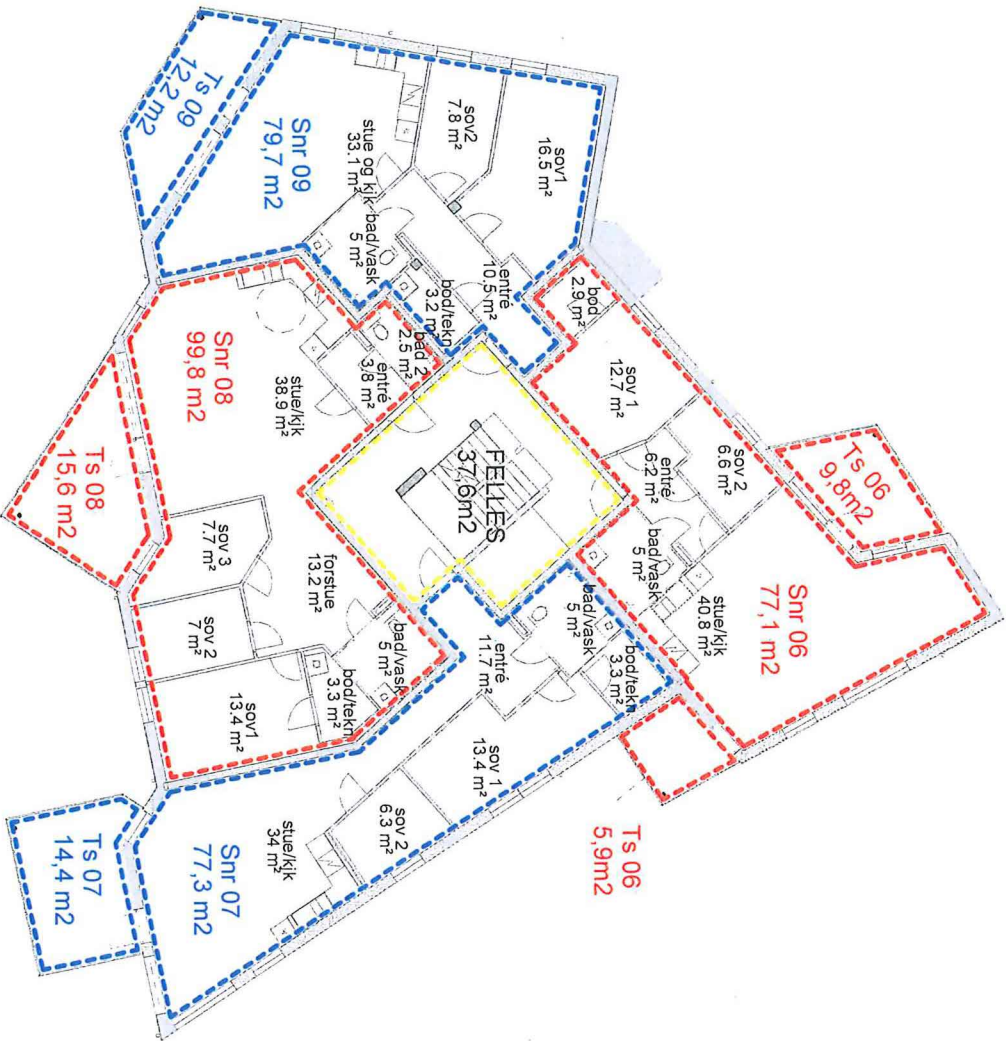 Ts 09
12,2 m2
Snr 09
79,7 m2
stue og kjk
33.1 m²
sov2
7.8 m²
sov1
16.5 m²
bad/vask
5 m²
bod/tekn
3.2 m²
entré
10.5 m²
bod
2.9 m²
bad 2
2.5 m²
entré
3.8 m²
Snr 08
99,8 m2
stue/kjk
38.9 m²
Ts 08
15,6 m2
FELLES
37,6m2
sov 1
12.7 m²
sov 2
6.6 m²
entré
6.2 m²
bad/vask
5 m²
Ts 06
9,8m2
Snr 06
77,1 m2
stue/kjk
40.8 m²
sov 3
7.7 m²
forstue
13.2 m²
sov 2
7 m²
bad/vask
5 m²
bod/tekn
3.3 m²
sov1
13.4 m²
bad/vask
5 m²
entré
11.7 m²
bod/tekn
3.3 m²
sov 1
13.4 m²
sov 2
6.3 m²
stue/kjk
34 m²
Snr 07
77,3 m2
Ts 07
14,4 m2
Ts 06
5,9m2